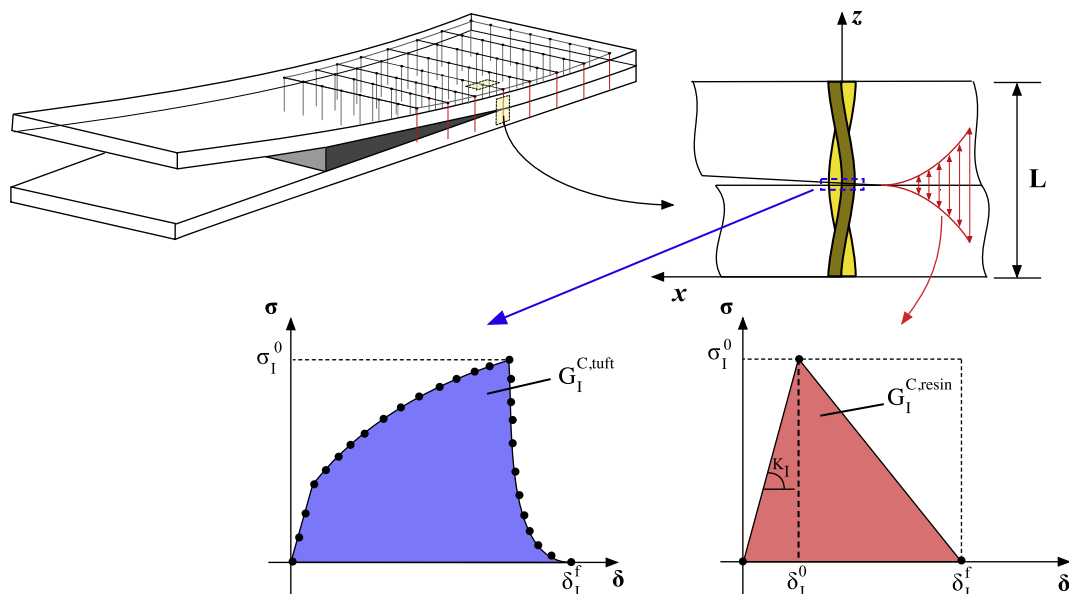 z
L
x
σ
σ_I^0
G_I^{C,tuft}
δ_I^f
δ
σ
σ_I^0
G_I^{C,resin}
K_I
δ_I^0
δ_I^f
δ